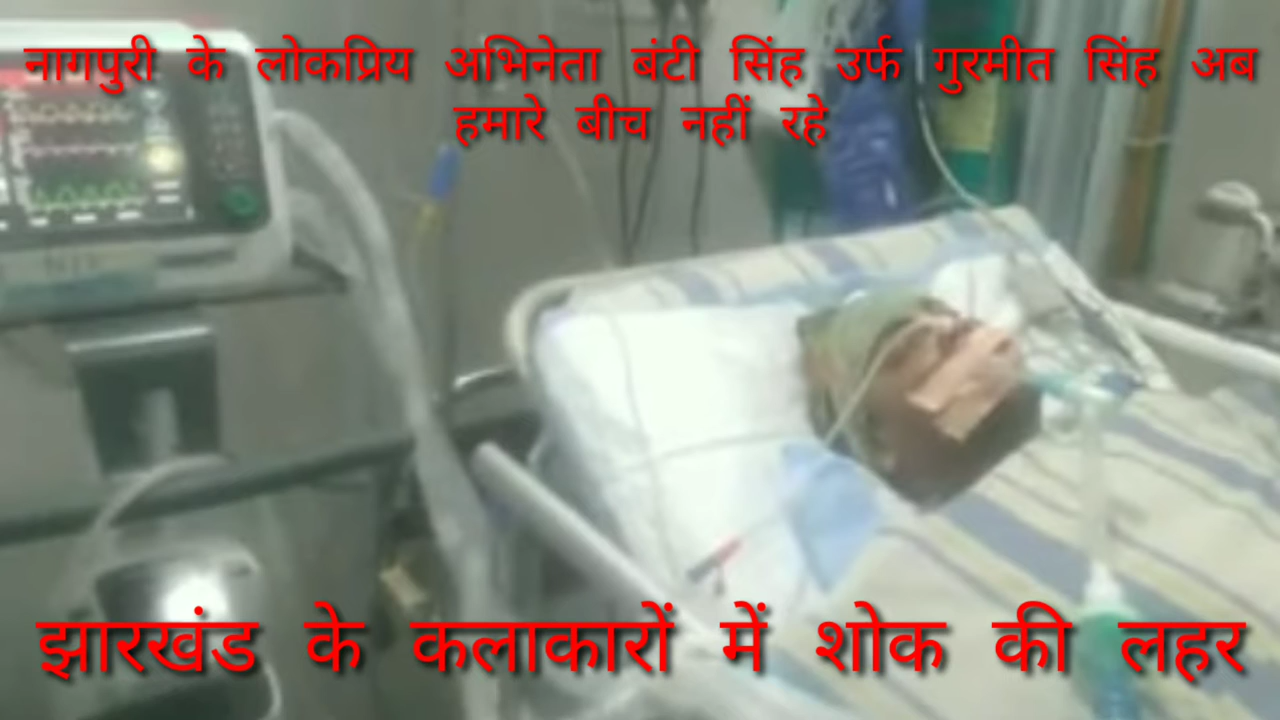 नागपुरी के लोकप्रिय अभिनेता बंटी सिंह उर्फ गुरमीत सिंह अब
हमारे बीच नहीं रहे
झारखंड के कलाकारों में शोक की लहर